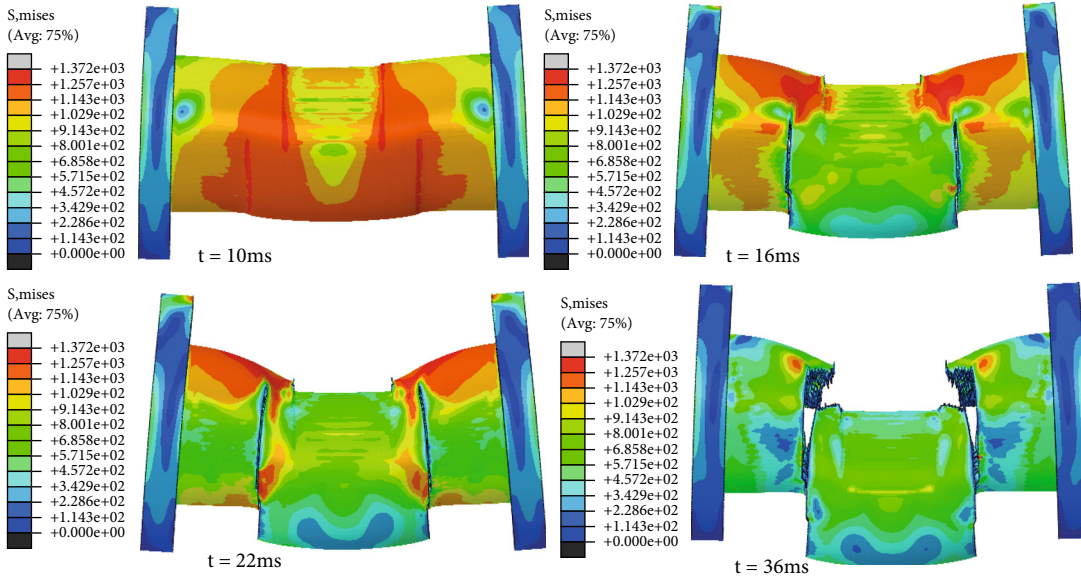 S,mises
(Avg: 75%)
+1.372e+03
+1.257e+03
+1.143e+03
+1.029e+03
+9.143e+02
+8.001e+02
+6.858e+02
+5.715e+02
+4.572e+02
+3.429e+02
+2.286e+02
+1.143e+02
+0.000e+00
t = 10ms
S,mises
(Avg: 75%)
+1.372e+03
+1.257e+03
+1.143e+03
+1.029e+03
+9.143e+02
+8.001e+02
+6.858e+02
+5.715e+02
+4.572e+02
+3.429e+02
+2.286e+02
+1.143e+02
+0.000e+00
t = 16ms
S,mises
(Avg: 75%)
+1.372e+03
+1.257e+03
+1.143e+03
+1.029e+03
+9.143e+02
+8.001e+02
+6.858e+02
+5.715e+02
+4.572e+02
+3.429e+02
+2.286e+02
+1.143e+02
+0.000e+00
t = 22ms
S,mises
(Avg: 75%)
+1.372e+03
+1.257e+03
+1.143e+03
+1.029e+03
+9.143e+02
+8.001e+02
+6.858e+02
+5.715e+02
+4.572e+02
+3.429e+02
+2.286e+02
+1.143e+02
+0.000e+00
t = 36ms